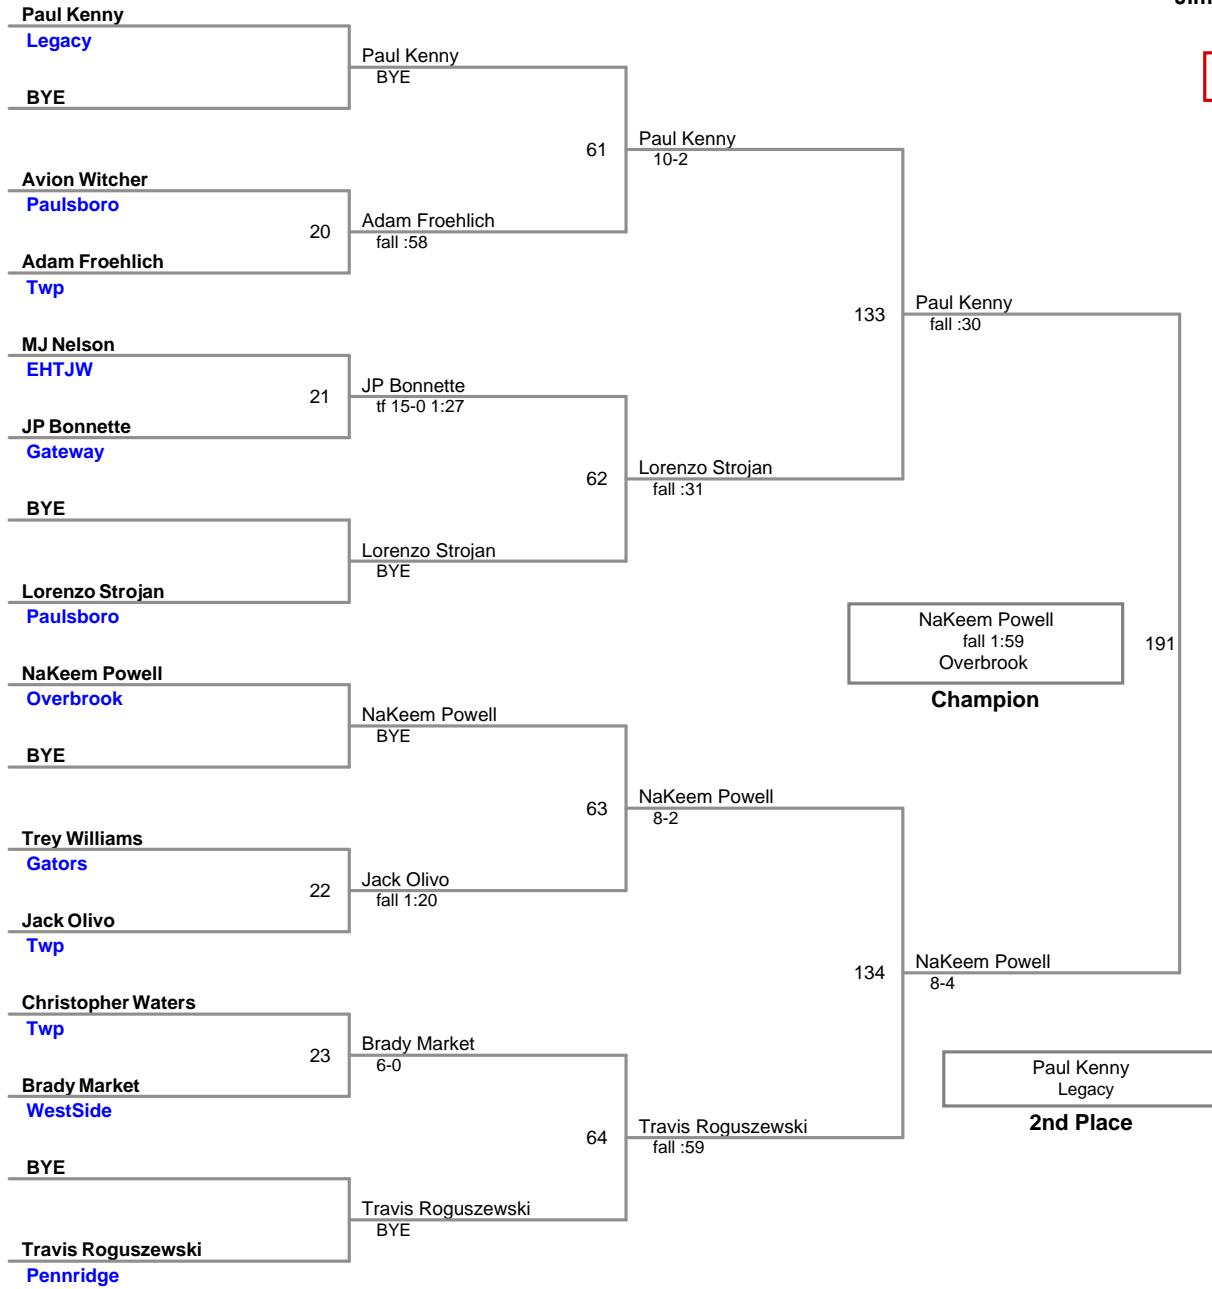 Paul Kenny
Legacy
BYE
Avion Witcher
Paulsboro
20
Adam Froehlich
Twp
MJ Nelson
EHTJW
21
JP Bonnette
Gateway
BYE
Lorenzo Strojan
Paulsboro
NaKeem Powell
Overbrook
BYE
Trey Williams
Gators
22
Jack Olivo
Twp
Christopher Waters
Twp
23
Brady Market
WestSide
BYE
Travis Roguszewski
Pennridge
Paul Kenny
BYE
61
Adam Froehlich
fall :58
JP Bonnette
tf 15-0 1:27
62
Lorenzo Strojan
BYE
NaKeem Powell
BYE
63
Jack Olivo
fall 1:20
Brady Market
6-0
64
Travis Roguszewski
BYE
Paul Kenny
10-2
133
Lorenzo Strojan
fall :31
NaKeem Powell
8-2
134
Travis Roguszewski
fall :59
Paul Kenny
fall :30
191
NaKeem Powell
8-4
NaKeem Powell
fall 1:59
Overbrook
Champion
Paul Kenny
Legacy
2nd Place